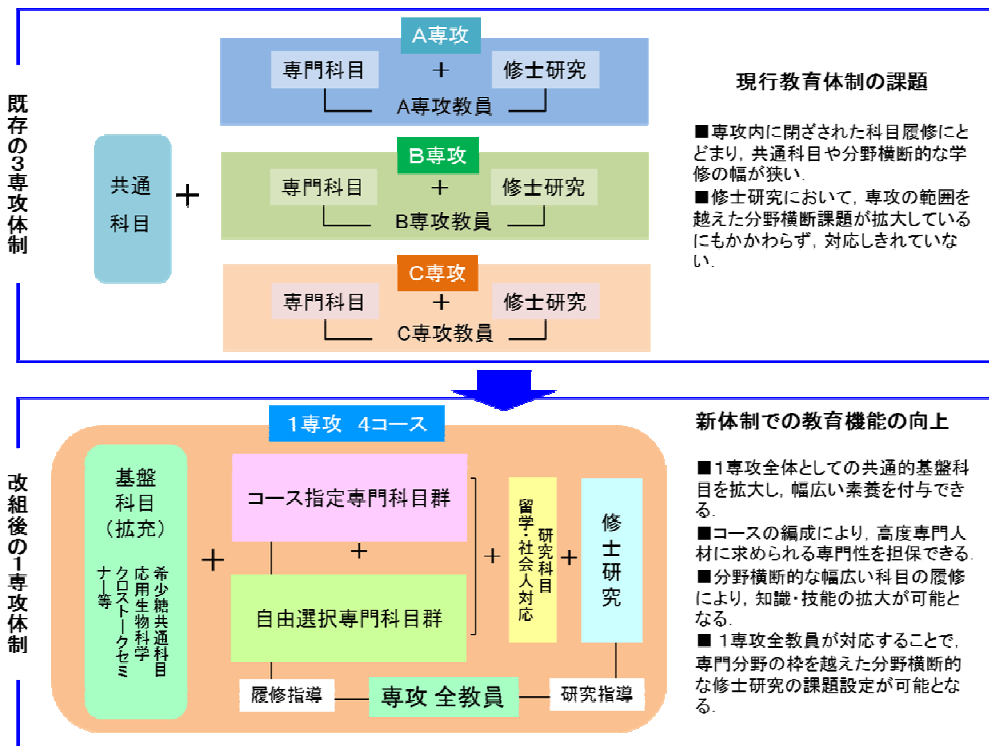 既存の3専攻体制
共通
科目
+
A専攻
専門科目 + 修士研究
A専攻教員
B専攻
専門科目 + 修士研究
B専攻教員
C専攻
専門科目 + 修士研究
C専攻教員
現行教育体制の課題
■専攻内に閉ざされた科目履修にと
どまり，共通科目や分野横断的な学
修の幅が狭い．
■修士研究において，専攻の範囲を
越えた分野横断課題が拡大している
にもかかわらず，対応しきれていな
い．
改組後の1専攻体制
1専攻 4コース
基盤
科目
（拡充）
希少糖共通科目
応用生物科学
クロストークセミ
ナー等
+
コース指定専門科目群
+
自由選択専門科目群
+
研究科目
留学・社会人対応
+
修士研究
履修指導
専攻 全教員
研究指導
新体制での教育機能の向上
■1専攻全体としての共通的基盤科
目を拡大し，幅広い素養を付与でき
る．
■コースの編成により，高度専門人
材に求められる専門性を担保できる．
■分野横断的な幅広い科目の履修
により，知識・技能の拡大が可能と
なる．
■ 1専攻全教員が対応することで，
専門分野の枠を越えた分野横断的
な修士研究の課題設定が可能とな
る．